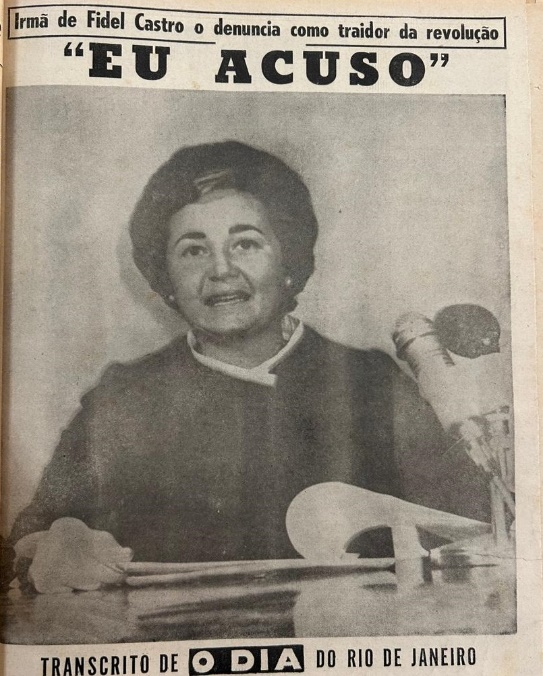 Irmã de Fidel Castro o denuncia como traidor da revolução
“EU ACUSO”
TRANSCRITO DE O DIA DO RIO DE JANEIRO